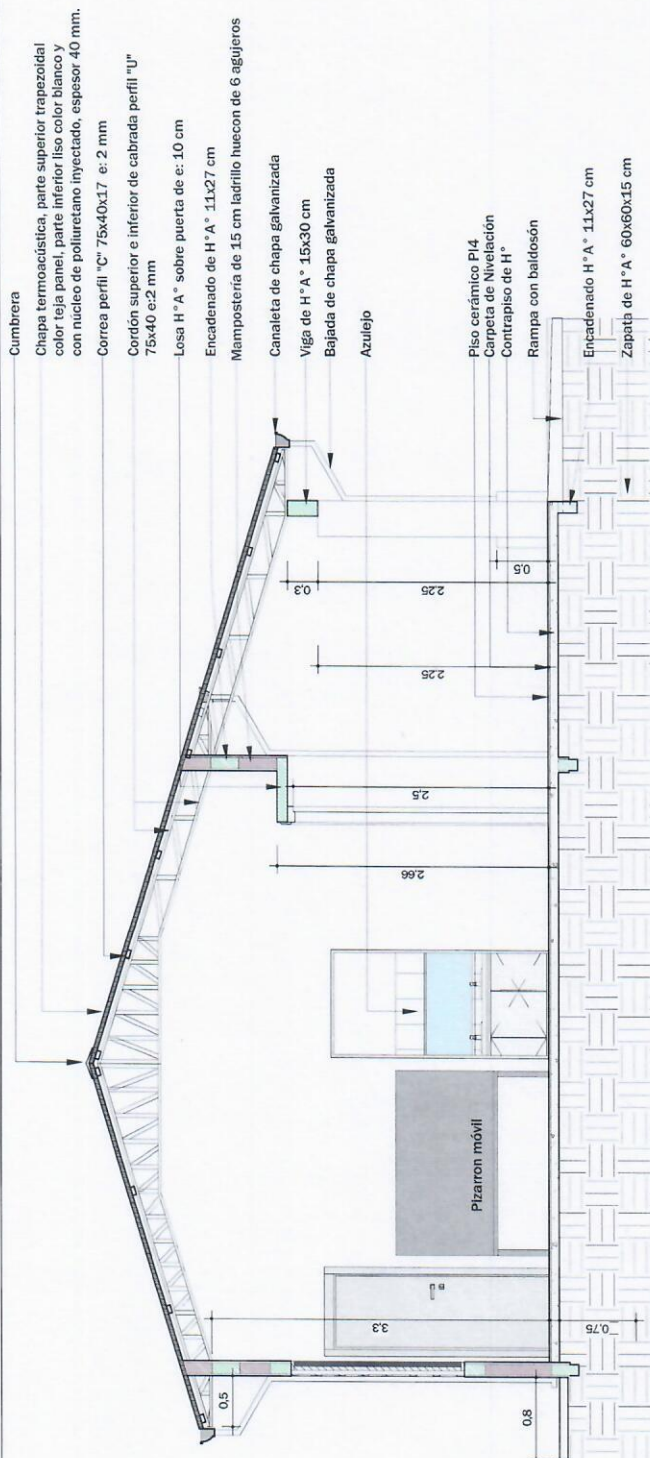 Cumbrera
Chapa termoacústica, parte superior trapezoidal
color teja panel, parte inferior liso color blanco y
con núcleo de poliuretano inyectado, espesor 40 mm.
Correa perfil "C" 75x40x17 e: 2 mm
Cordón superior e inferior de cabrada perfil "U"
75x40 e:2 mm
Losa H°A° sobre puerta de e: 10 cm
Encadenado de H°A° 11x27 cm
Mampostería de 15 cm ladrillo huecon de 6 agujeros
Canaleta de chapa galvanizada
Viga de H°A° 15x30 cm
Bajada de chapa galvanizada
Azulejo
Piso cerámico PI4
Carpeta de Nivelación
Contrapiso de H°
Rampa con baldosón
Encadenado H°A° 11x27 cm
Zapata de H°A° 60x60x15 cm
0,5
0,8
3,3
0,75
Pizarron móvil
2,66
2,5
2,25
0,3
2,25
0,5